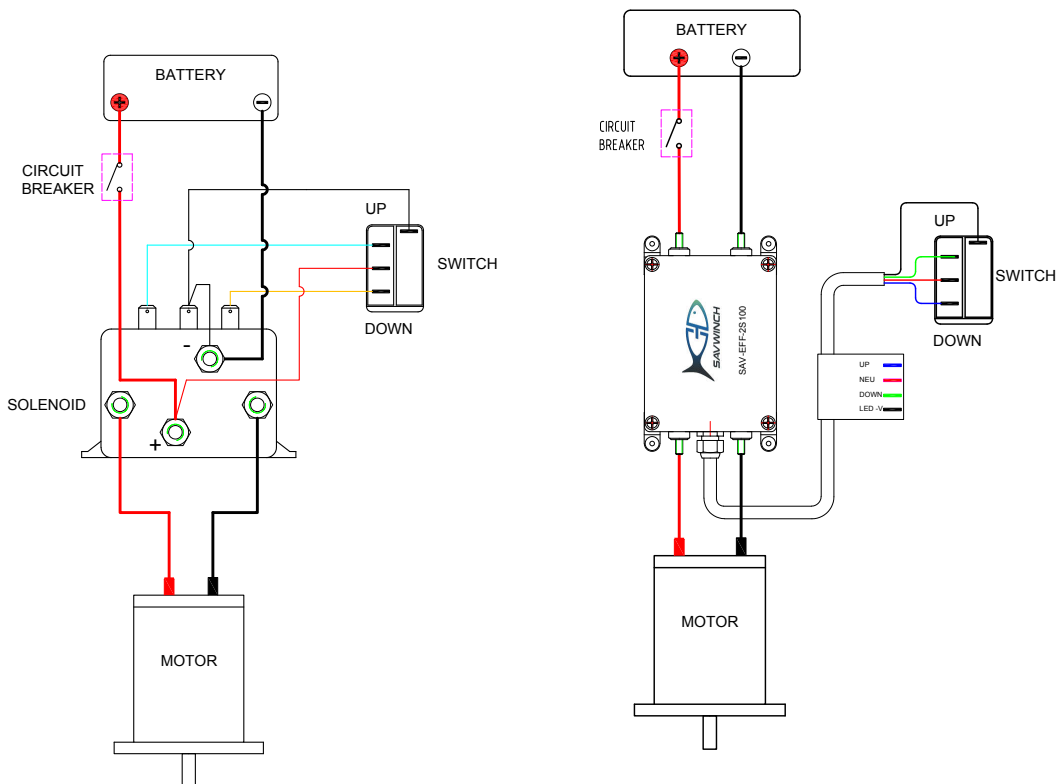 BATTERY
+
-
CIRCUIT
BREAKER
UP
SWITCH
DOWN
-
SOLENOID
+
MOTOR
BATTERY
+
-
CIRCUIT
BREAKER
UP
SWITCH
DOWN
SAVWINCH
SAV-EFF-2S100
UP
NEU
DOWN
LED -V
MOTOR